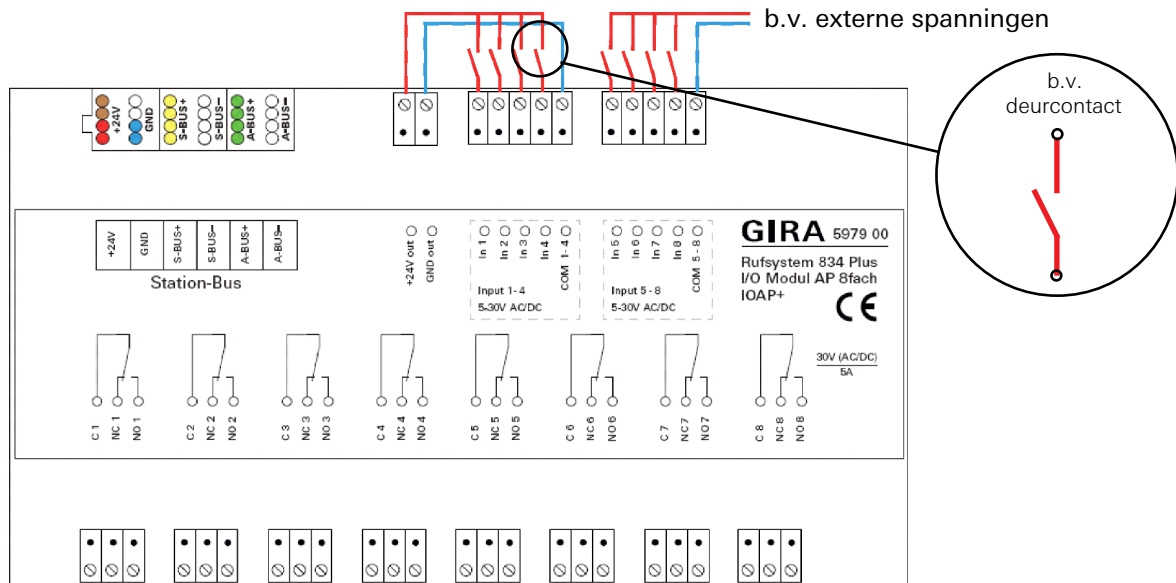 b.v. externe spanningen
b.v.
deurcontact
+24V
GND
S-BUS+
S-BUS−
A-BUS+
A-BUS−
+24V
GND
S-BUS+
S-BUS−
A-BUS+
A-BUS−
Station-Bus
+24V out
GND out
In 1
In 2
In 3
In 4
COM 1-4
Input 1-4
5-30V AC/DC
In 5
In 6
In 7
In 8
COM 5-8
Input 5-8
5-30V AC/DC
GIRA 5979 00
Rufsystem 834 Plus
I/O Modul AP 8fach
IOAP+
CE
30V (AC/DC)
5A
C 1
NC 1
NO 1
C 2
NC 2
NO 2
C 3
NC 3
NO 3
C 4
NC 4
NO 4
C 5
NC 5
NO 5
C 6
NC 6
NO 6
C 7
NC 7
NO 7
C 8
NC 8
NO 8